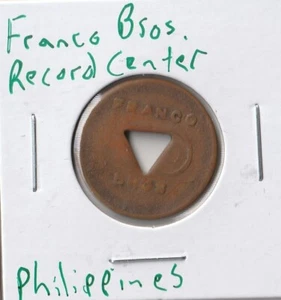 Franco Bros.
Record Center
FRANCO
Philippines